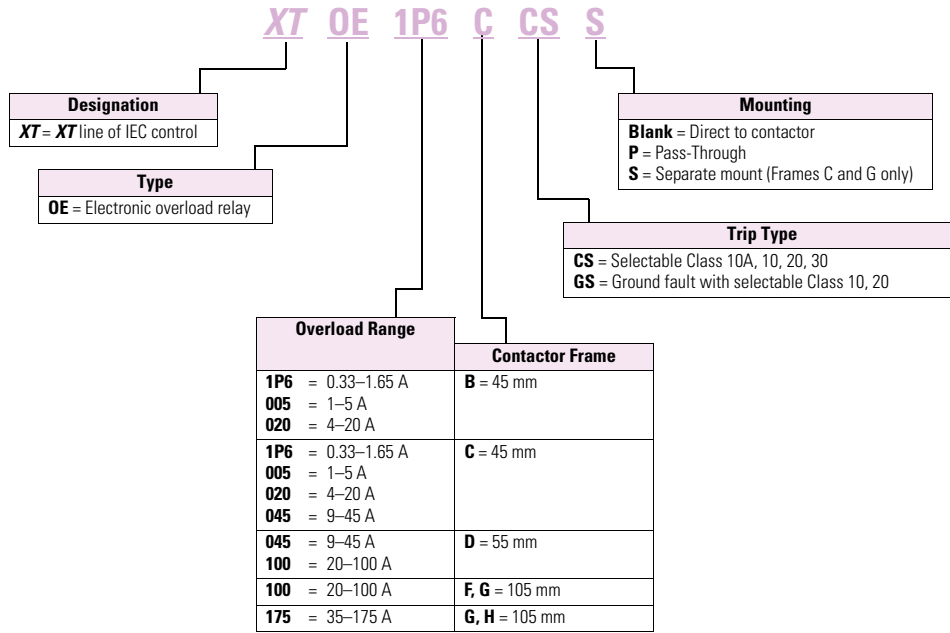 XT OE 1P6 C CS S
Designation
XT = XT line of IEC control
Type
OE = Electronic overload relay
Mounting
Blank = Direct to contactor
P = Pass-Through
S = Separate mount (Frames C and G only)
Trip Type
CS = Selectable Class 10A, 10, 20, 30
GS = Ground fault with selectable Class 10, 20
Overload Range
Contactor Frame
1P6 = 0.33–1.65 A B = 45 mm
005 = 1–5 A
020 = 4–20 A
1P6 = 0.33–1.65 A C = 45 mm
005 = 1–5 A
020 = 4–20 A
045 = 9–45 A
045 = 9–45 A D = 55 mm
100 = 20–100 A
100 = 20–100 A F, G = 105 mm
175 = 35–175 A G, H = 105 mm